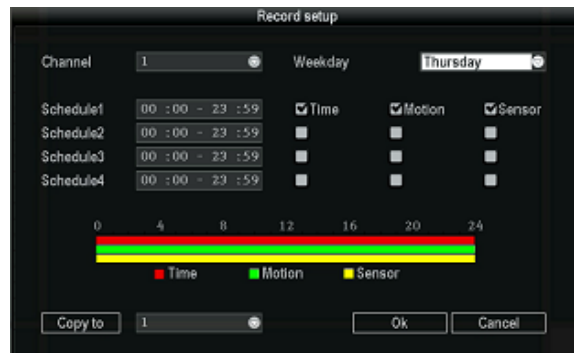 Record setup
Channel 1 Weekday Thursday
Schedule1 00 :00 - 23 :59 Time Motion Sensor
Schedule2 00 :00 - 23 :59
Schedule3 00 :00 - 23 :59
Schedule4 00 :00 - 23 :59
0 4 8 12 16 20 24
Time Motion Sensor
Copy to 1 Ok Cancel